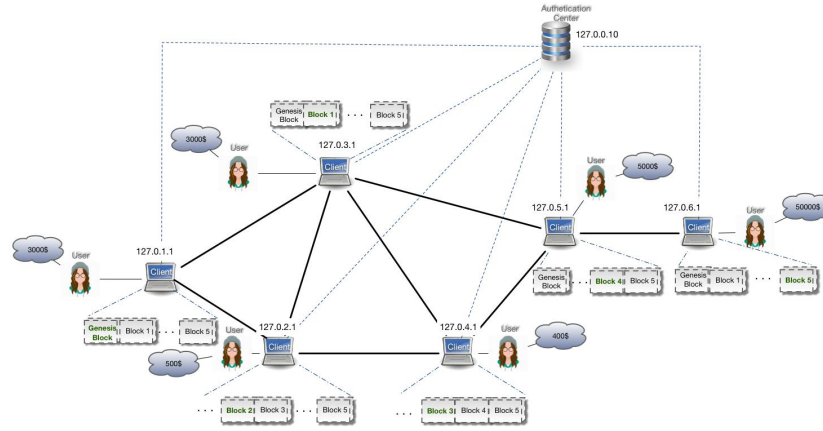 Authetication
Center
127.0.0.10
Genesis
Block
Block 1
. . .
Block 5
3000$
User
127.0.3.1
Client
User
5000$
127.0.5.1
Client
127.0.6.1
Client
User
50000$
3000$
User
127.0.1.1
Client
Genesis
Block
. . .
Block 4
Block 5
Genesis
Block
Block 1
. . .
Block 5
Genesis
Block
Block 1
. . .
Block 5
User
500$
127.0.2.1
Client
127.0.4.1
Client
User
400$
. . .
Block 2
Block 3
. . .
Block 5
. . .
Block 3
Block 4
Block 5